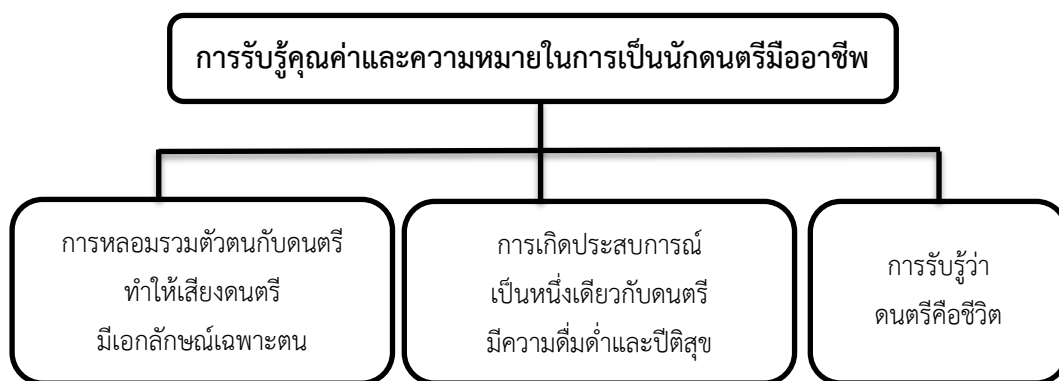 การรับรู้คุณค่าและความหมายในการเป็นนักดนตรีมืออาชีพ
การหลอมรวมตัวตนกับดนตรี
ทำให้เสียงดนตรี
มีเอกลักษณ์เฉพาะตน
การเกิดประสบการณ์
เป็นหนึ่งเดียวกับดนตรี
มีความดื่มด่ำและปีติสุข
การรับรู้ว่า
ดนตรีคือชีวิต